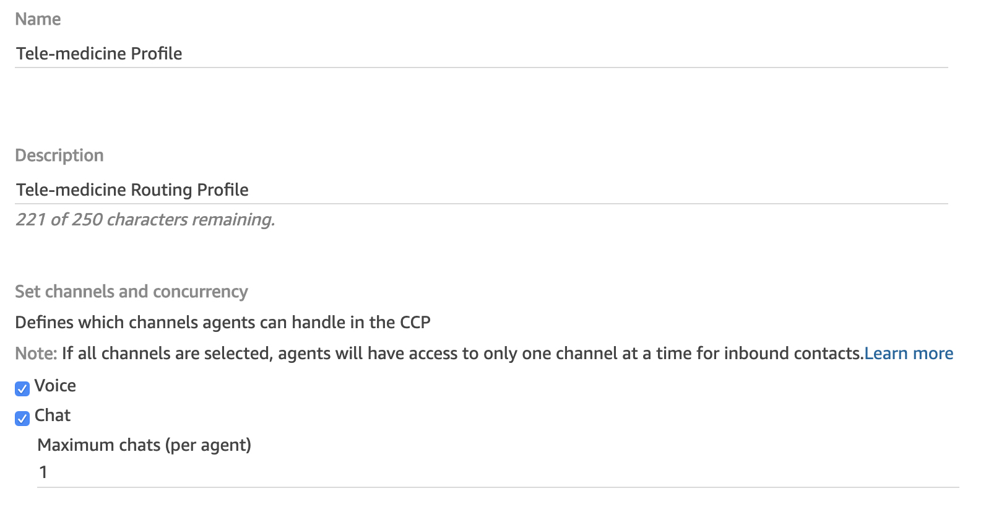 Name
Tele-medicine Profile
Description
Tele-medicine Routing Profile
221 of 250 characters remaining.
Set channels and concurrency
Defines which channels agents can handle in the CCP
Note: If all channels are selected, agents will have access to only one channel at a time for inbound contacts.Learn more
Voice
Chat
Maximum chats (per agent)
1